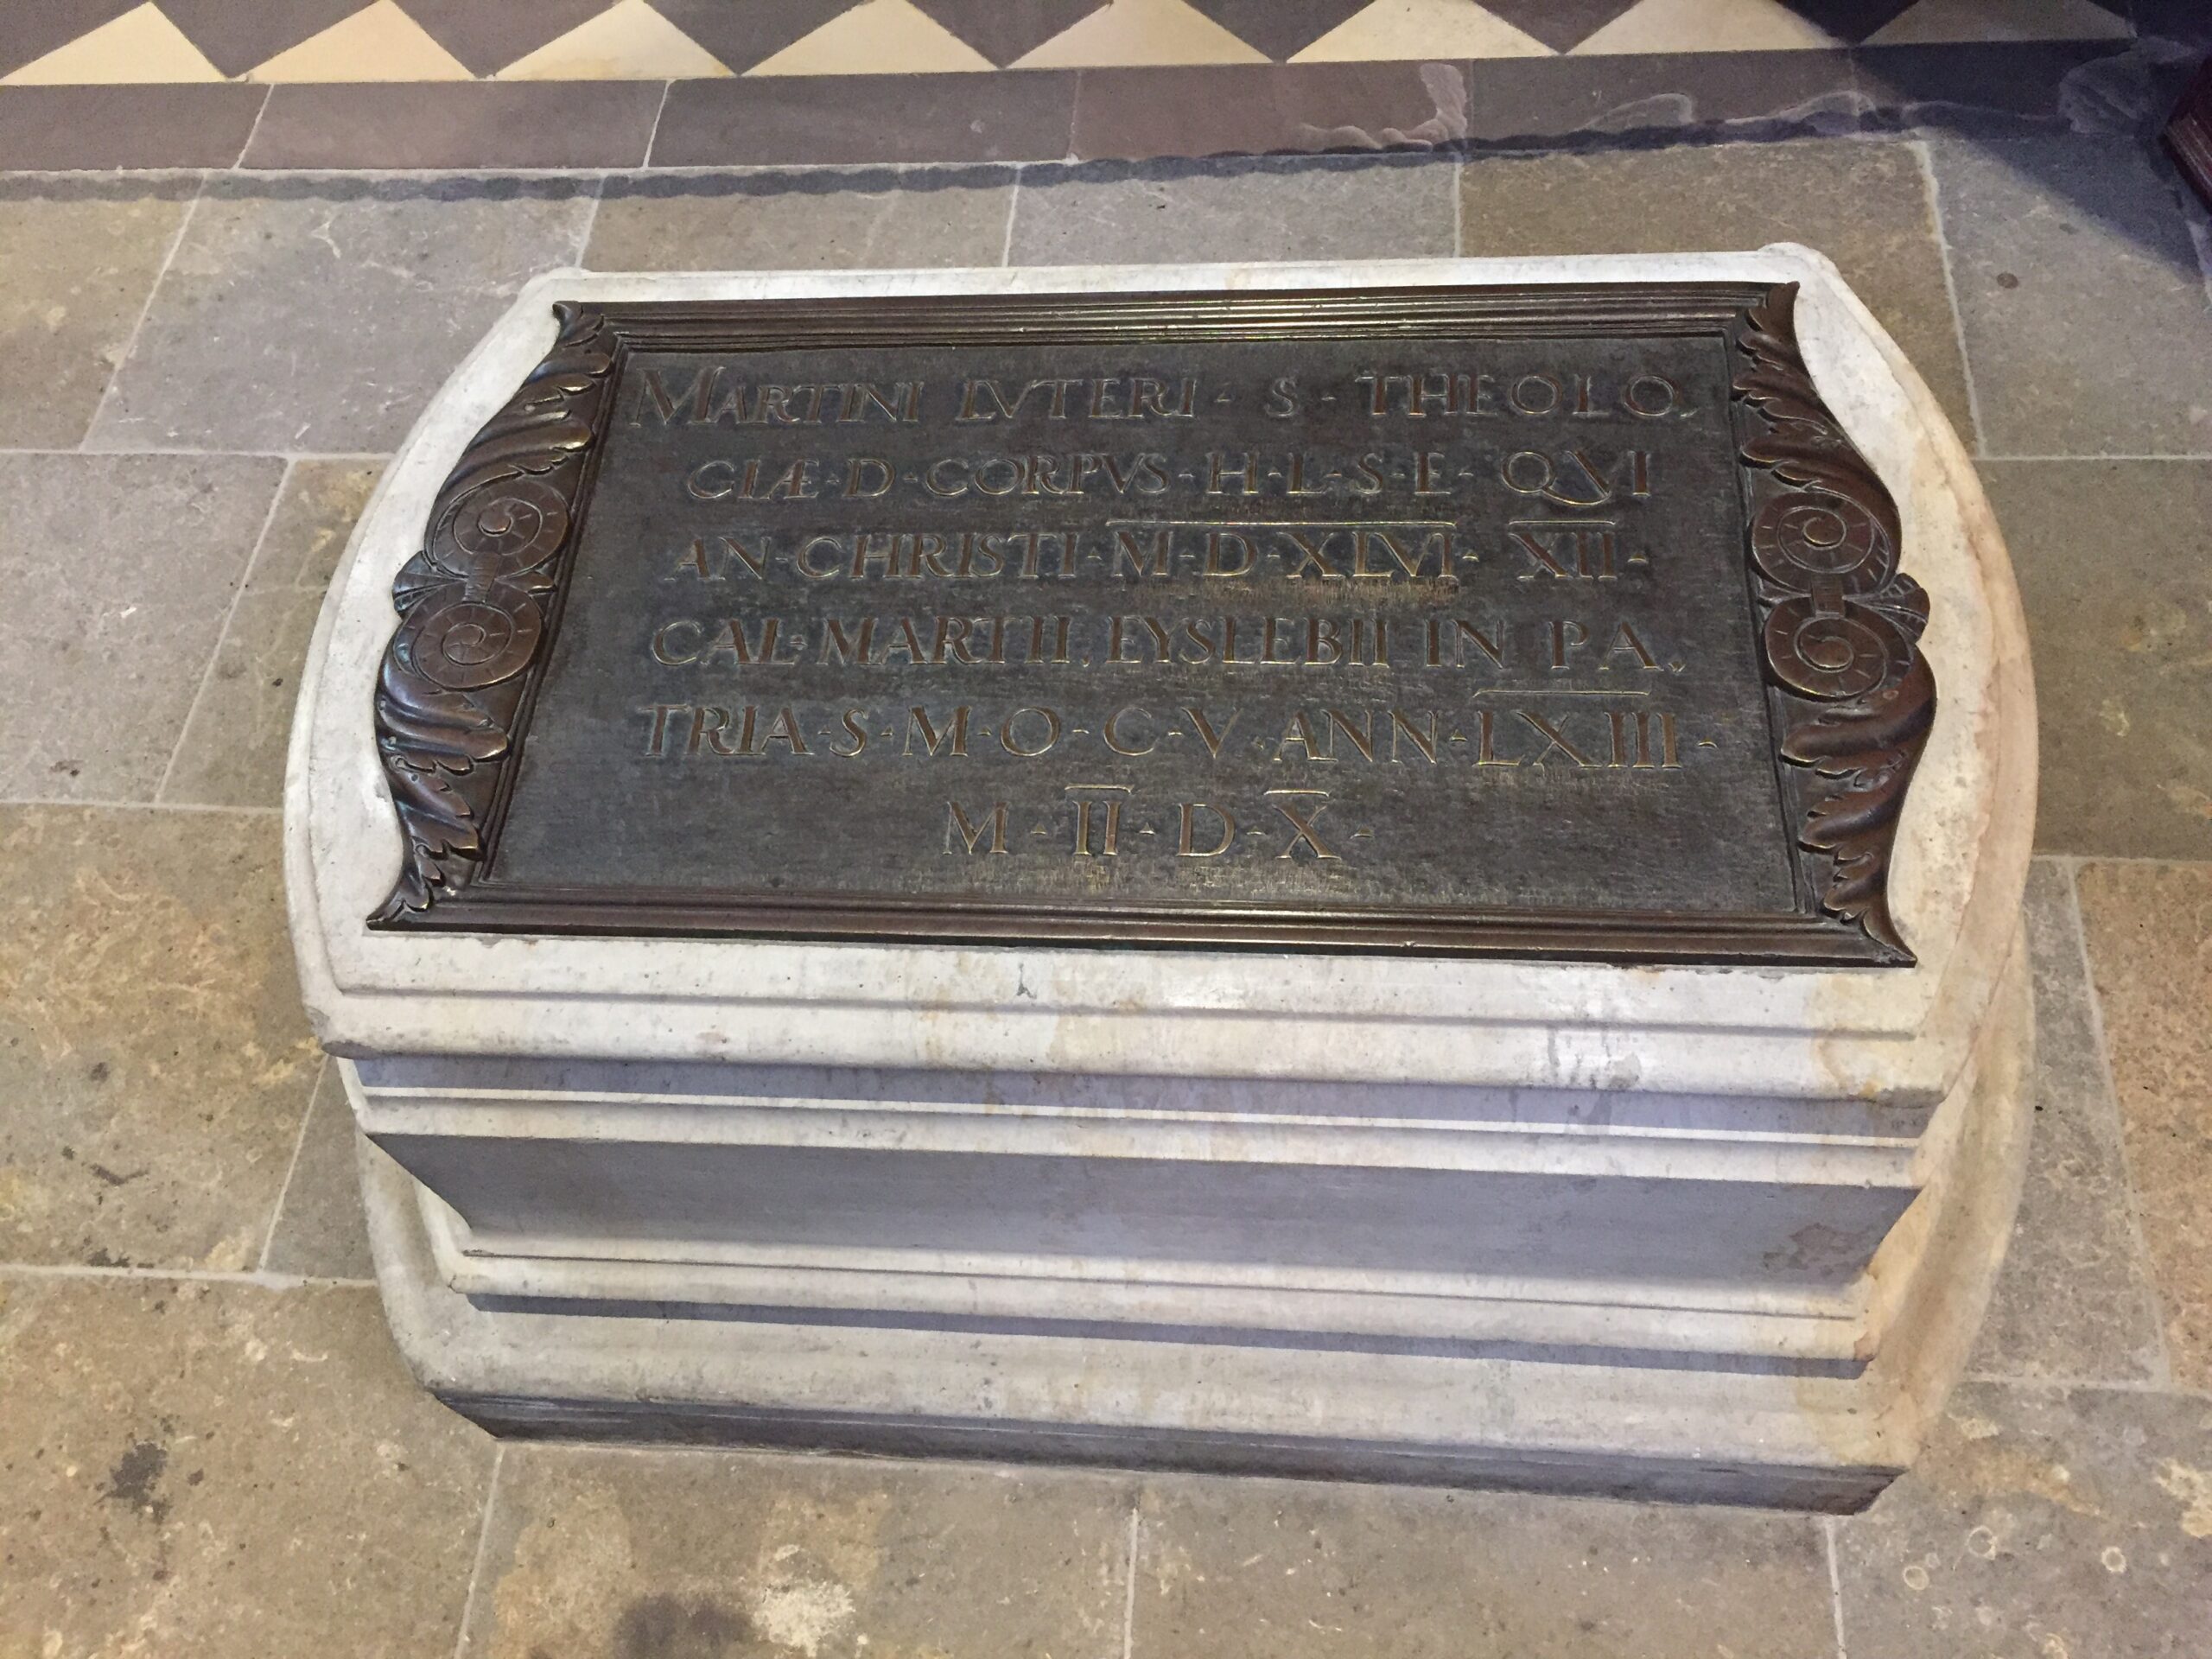 MARTINI LVTERI · S · THEOLO,
GIÆ · D · CORPVS · H · L · S · E · QVI
AN · CHRISTI · M · D · XLVI · XII ·
CAL · MARTII, EYSLEBII IN PA,
TRIA · S · M · O · C · V · ANN · LXIII ·
M · II · D · X ·